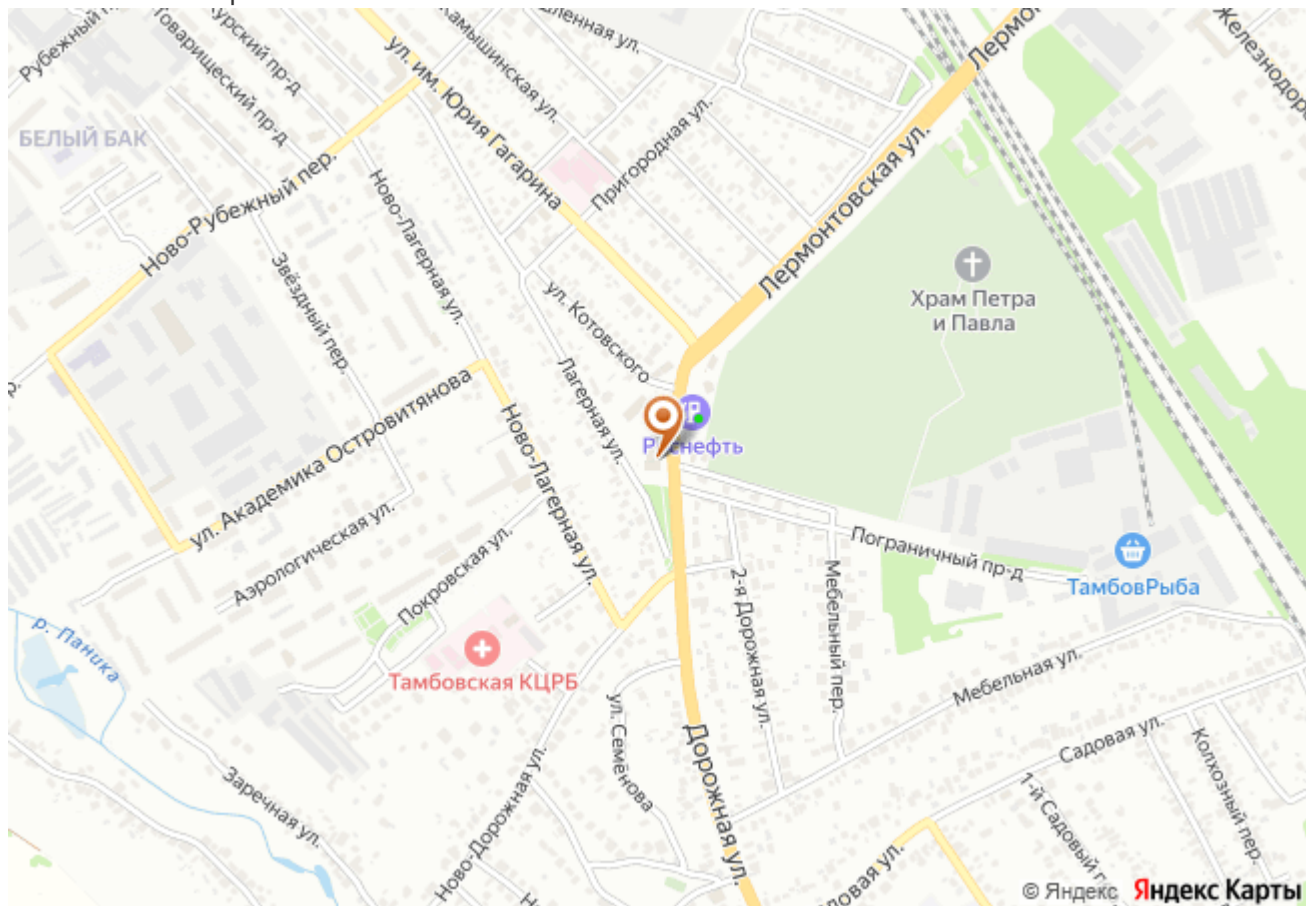 Рубежный
Товарищеский пр-д
Курский пр-д
Камышинская ул.
ленная ул.
Лермонтовская ул.
Лермо
Железнодоро
ул. им. Юрия Гагарина
БЕЛЫЙ БАК
Пригородная ул.
Ново-Рубежный пер.
Ново-Лагерная ул.
Звёздный пер.
ул. Котовского
Храм Петра
и Павла
Лагерная ул.
ул. Академика Островитянова
Ново-Лагерная ул.
Аэрологическая ул.
Покровская ул.
Пограничный пр-д
ТамбовРыба
2-я Дорожная ул.
Мебельный пер.
р. Паника
Тамбовская КЦРБ
Мебельная ул.
ул. Семёнова
Садовая ул.
Колхозный пер.
Дорожная ул.
Заречная ул.
Ново-Дорожная ул.
1-й Садовый п
довая ул.
© Яндекс Яндекс Карты